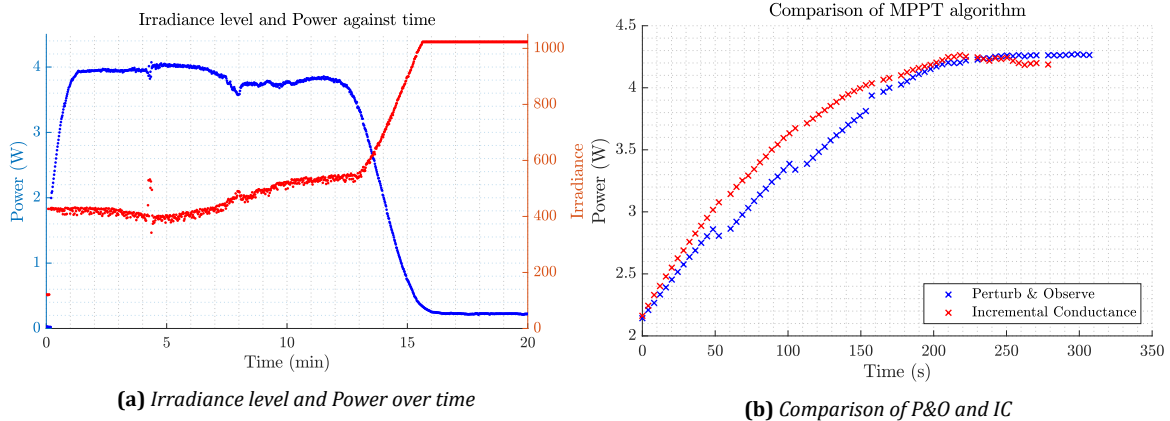 Irradiance level and Power against time
4
3
2
1
0
Power (W)
1000
800
600
400
200
0
Irradiance
0
5
10
15
20
Time (min)
(a) Irradiance level and Power over time
Comparison of MPPT algorithm
4.5
4
3.5
3
2.5
2
Power (W)
Perturb & Observe
Incremental Conductance
0
50
100
150
200
250
300
350
Time (s)
(b) Comparison of P&O and IC